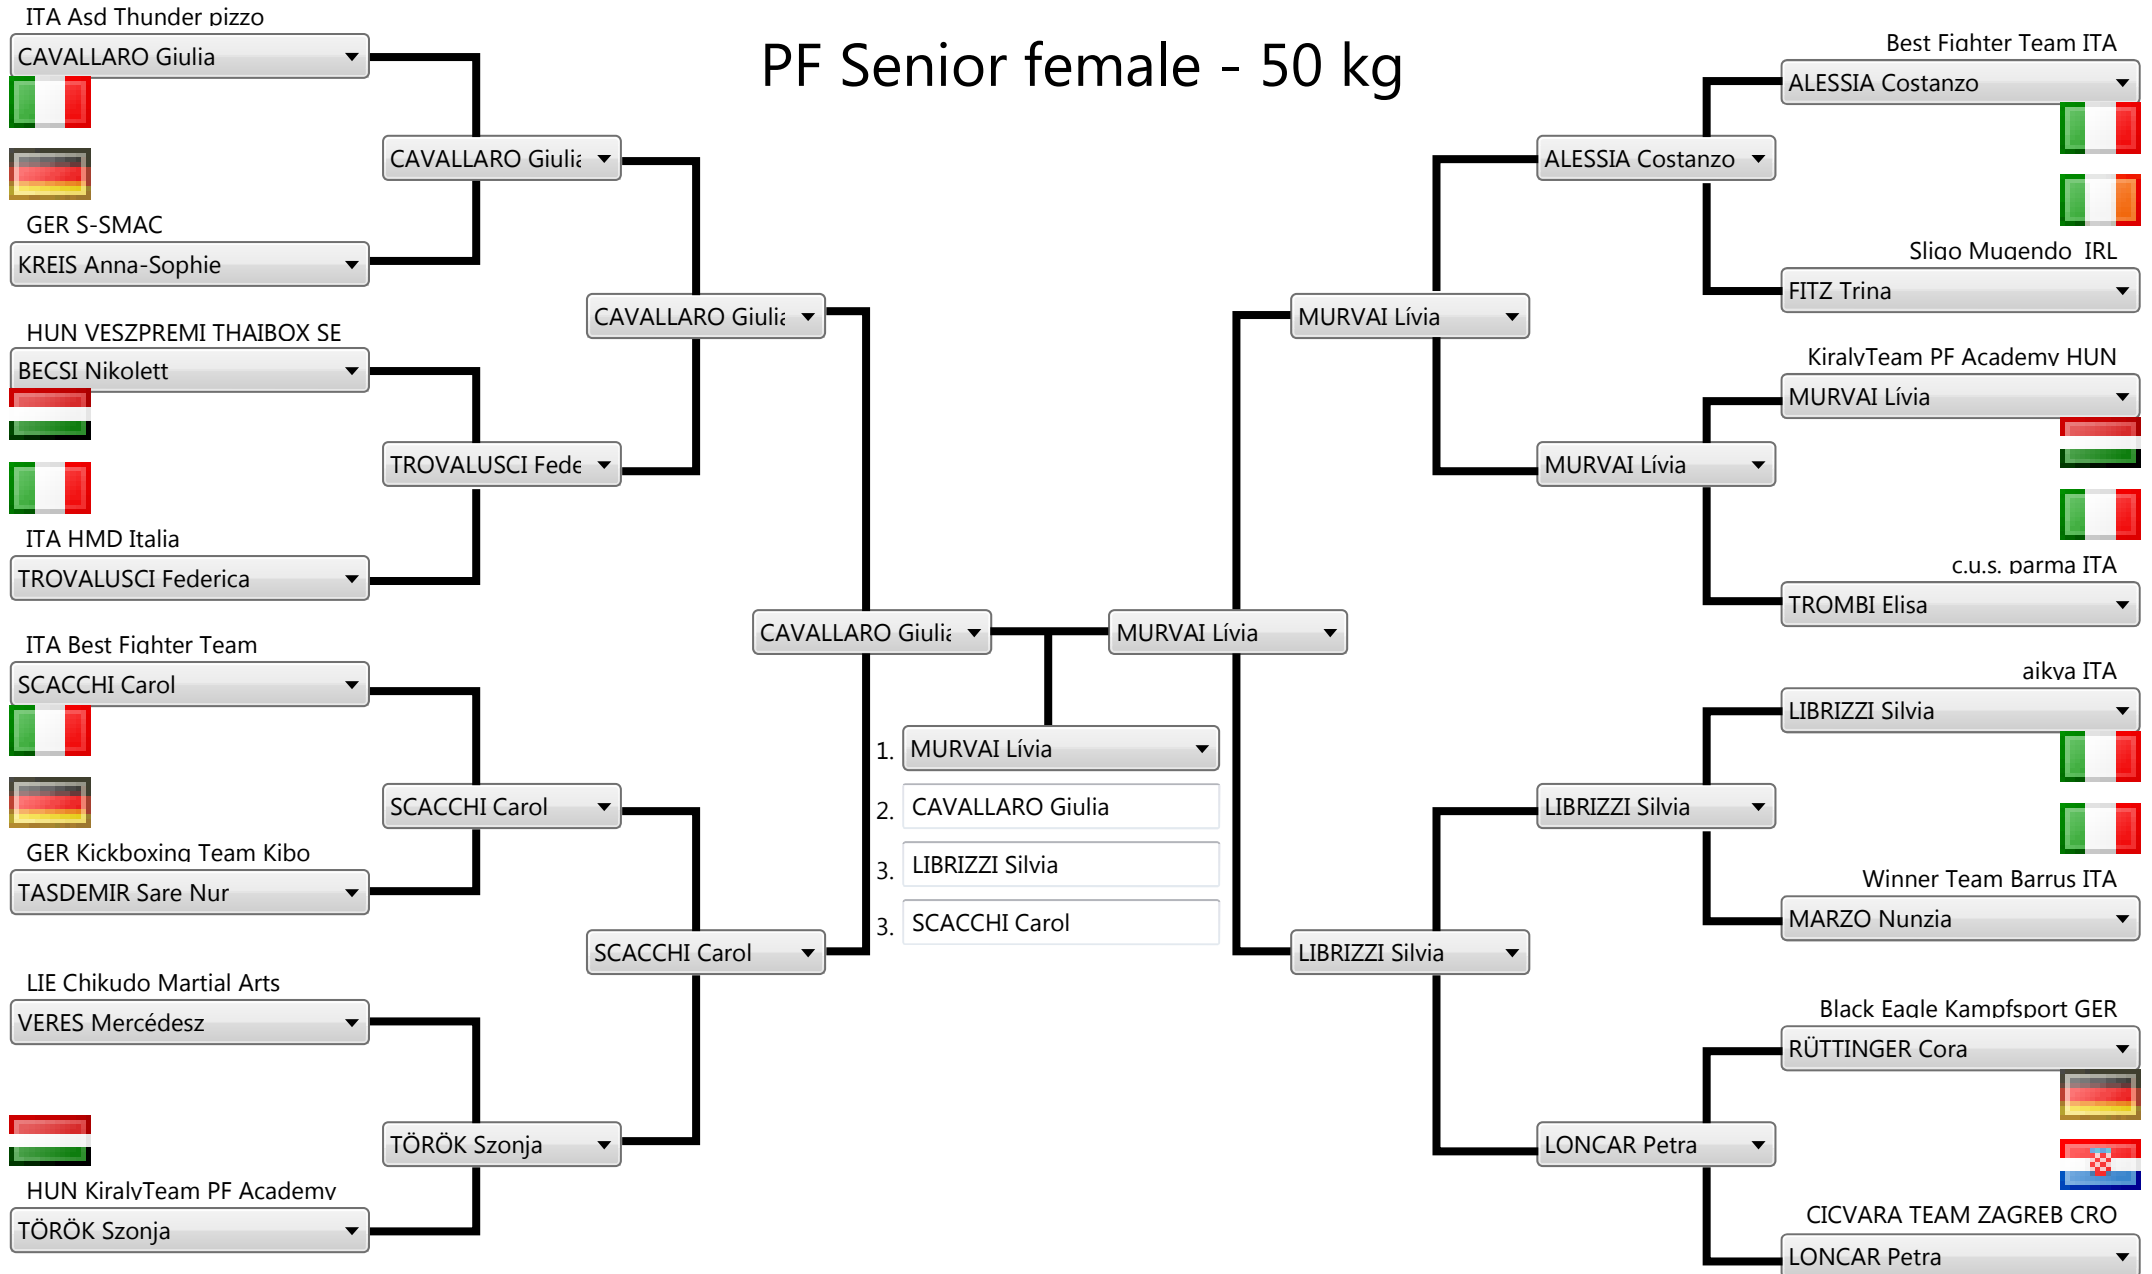 PF Senior female - 50 kg
ITA Asd Thunder pizzo
CAVALLARO Giulia
GER S-SMAC
KREIS Anna-Sophie
HUN VESZPREMI THAIBOX SE
BECSI Nikolett
ITA HMD Italia
TROVALUSCI Federica
ITA Best Fighter Team
SCACCHI Carol
GER Kickboxing Team Kibo
TASDEMIR Sare Nur
LIE Chikudo Martial Arts
VERES Mercédesz
HUN KiralyTeam PF Academy
TÖRÖK Szonja
CAVALLARO Giulia
TROVALUSCI Fede
SCACCHI Carol
TÖRÖK Szonja
CAVALLARO Giulia
SCACCHI Carol
CAVALLARO Giulia
MURVAI Lívia
1. MURVAI Lívia
2. CAVALLARO Giulia
3. LIBRIZZI Silvia
3. SCACCHI Carol
MURVAI Lívia
LIBRIZZI Silvia
ALESSIA Costanzo
MURVAI Lívia
LIBRIZZI Silvia
LONCAR Petra
Best Fighter Team ITA
ALESSIA Costanzo
Sligo Mugendo IRL
FITZ Trina
KiralyTeam PF Academy HUN
MURVAI Lívia
c.u.s. parma ITA
TROMBI Elisa
aikya ITA
LIBRIZZI Silvia
Winner Team Barrus ITA
MARZO Nunzia
Black Eagle Kampfsport GER
RÜTTINGER Cora
CICVARA TEAM ZAGREB CRO
LONCAR Petra